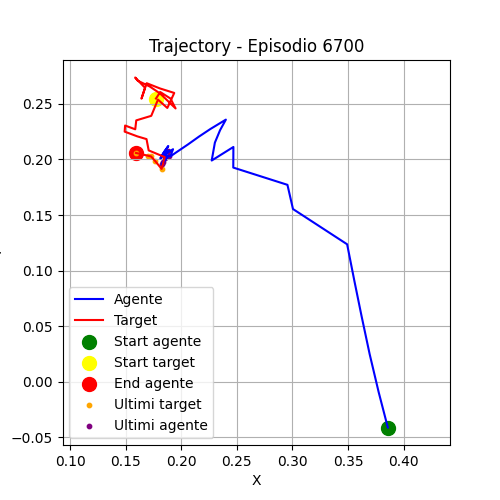 Trajectory - Episodio 6700
0.25
0.20
0.15
0.10
0.05
0.00
−0.05
Agente
Target
Start agente
Start target
End agente
Ultimi target
Ultimi agente
0.10 0.15 0.20 0.25 0.30 0.35 0.40
X